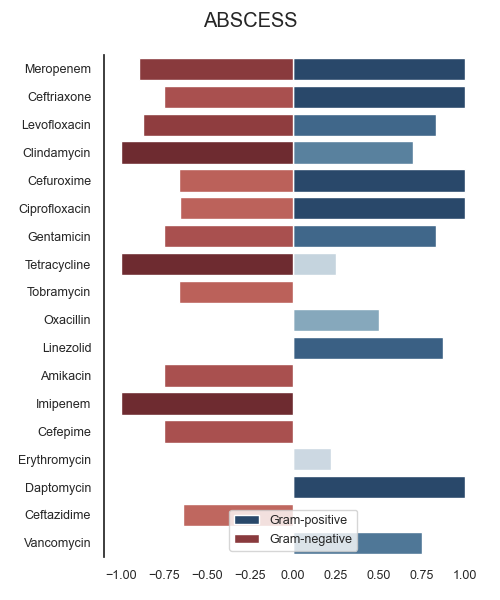 ABSCESS
Meropenem
Ceftriaxone
Levofloxacin
Clindamycin
Cefuroxime
Ciprofloxacin
Gentamicin
Tetracycline
Tobramycin
Oxacillin
Linezolid
Amikacin
Imipenem
Cefepime
Erythromycin
Daptomycin
Ceftazidime
Vancomycin
Gram-positive
Gram-negative
−1.00 −0.75 −0.50 −0.25 0.00 0.25 0.50 0.75 1.00